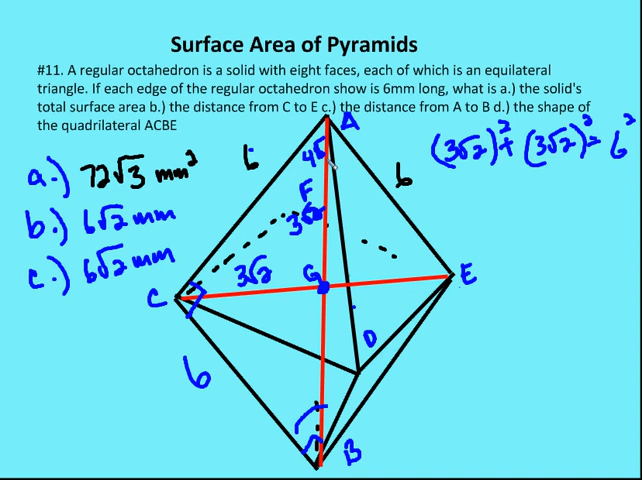 Surface Area of Pyramids
#11. A regular octahedron is a solid with eight faces, each of which is an equilateral
triangle. If each edge of the regular octahedron show is 6mm long, what is a.) the solid's
total surface area b.) the distance from C to E c.) the distance from A to B d.) the shape of
the quadrilateral ACBE
A
(3√2)² + (3√2)² = 6²
a.) 72√3 mm²
6
45
6
b.) 6√2 mm
F
3√2
c.) 6√2 mm
3√2
G
E
C
D
6
B